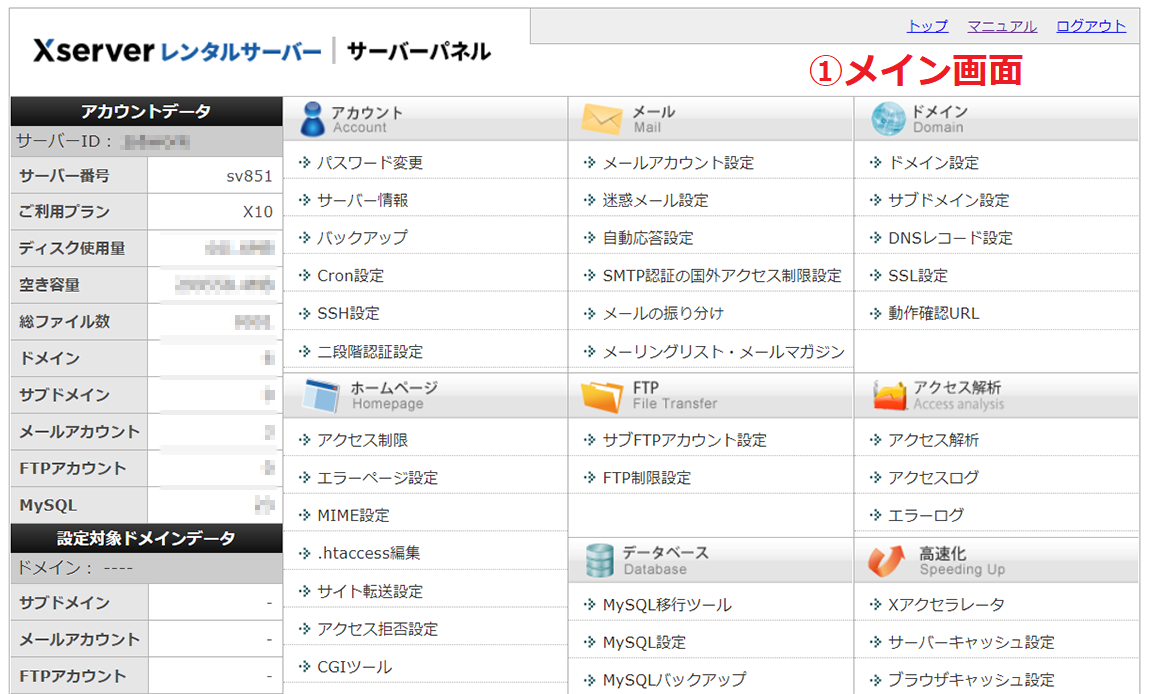 トップ マニュアル ログアウト
Xserver レンタルサーバー | サーバーパネル
①メイン画面
アカウントデータ
サーバーID：
サーバー番号 sv851
ご利用プラン X10
ディスク使用量
空き容量
総ファイル数
ドメイン
サブドメイン
メールアカウント
FTPアカウント
MySQL
設定対象ドメインデータ
ドメイン： ----
サブドメイン -
メールアカウント -
FTPアカウント -
アカウント
Account
パスワード変更
サーバー情報
バックアップ
Cron設定
SSH設定
二段階認証設定
メール
Mail
メールアカウント設定
迷惑メール設定
自動応答設定
SMTP認証の国外アクセス制限設定
メールの振り分け
メーリングリスト・メールマガジン
ドメイン
Domain
ドメイン設定
サブドメイン設定
DNSレコード設定
SSL設定
動作確認URL
ホームページ
Homepage
アクセス制限
エラーページ設定
MIME設定
.htaccess編集
サイト転送設定
アクセス拒否設定
CGIツール
FTP
File Transfer
サブFTPアカウント設定
FTP制限設定
アクセス解析
Access analysis
アクセス解析
アクセスログ
エラーログ
データベース
Database
MySQL移行ツール
MySQL設定
MySQLバックアップ
高速化
Speeding Up
Xアクセラレータ
サーバーキャッシュ設定
ブラウザキャッシュ設定